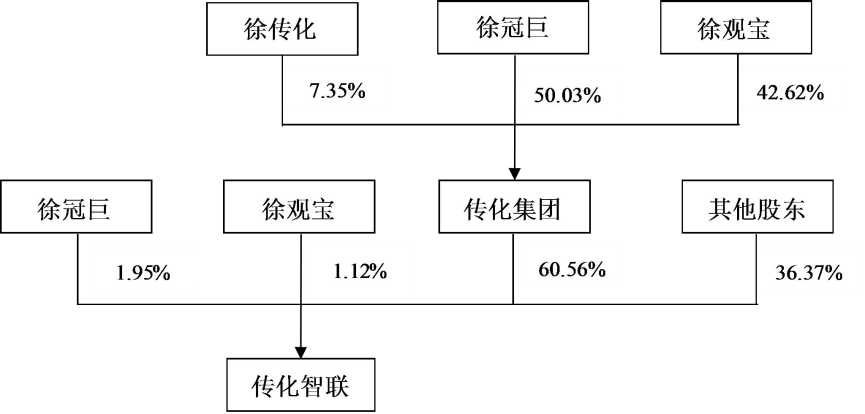 徐传化
徐冠巨
徐观宝
7.35%
50.03%
42.62%
徐冠巨
徐观宝
传化集团
其他股东
1.95%
1.12%
60.56%
36.37%
传化智联